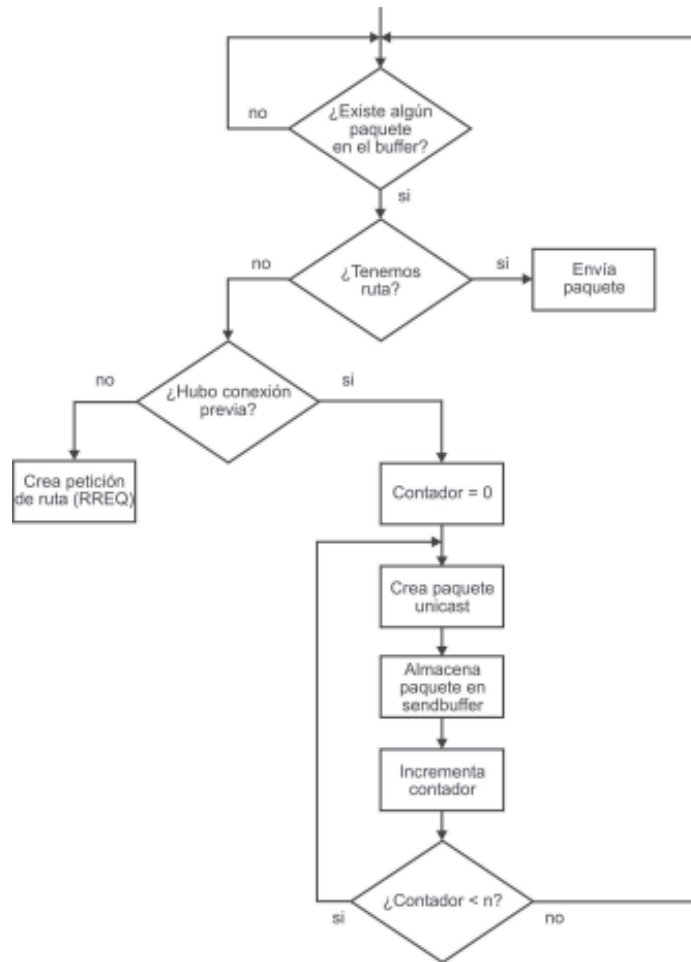 ¿Existe algún
paquete
en el buffer?
no
si
¿Tenemos
ruta?
no
si
Envía
paquete
¿Hubo conexión
previa?
no
si
Crea petición
de ruta (RREQ)
Contador = 0
Crea paquete
unicast
Almacena
paquete en
sendbuffer
Incrementa
contador
¿Contador < n?
si
no